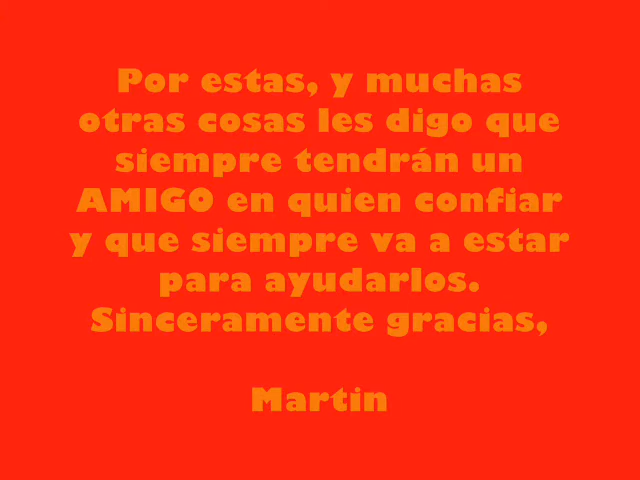 Por estas, y muchas
otras cosas les digo que
siempre tendrán un
AMIGO en quien confiar
y que siempre va a estar
para ayudarlos.
Sinceramente gracias,
Martin